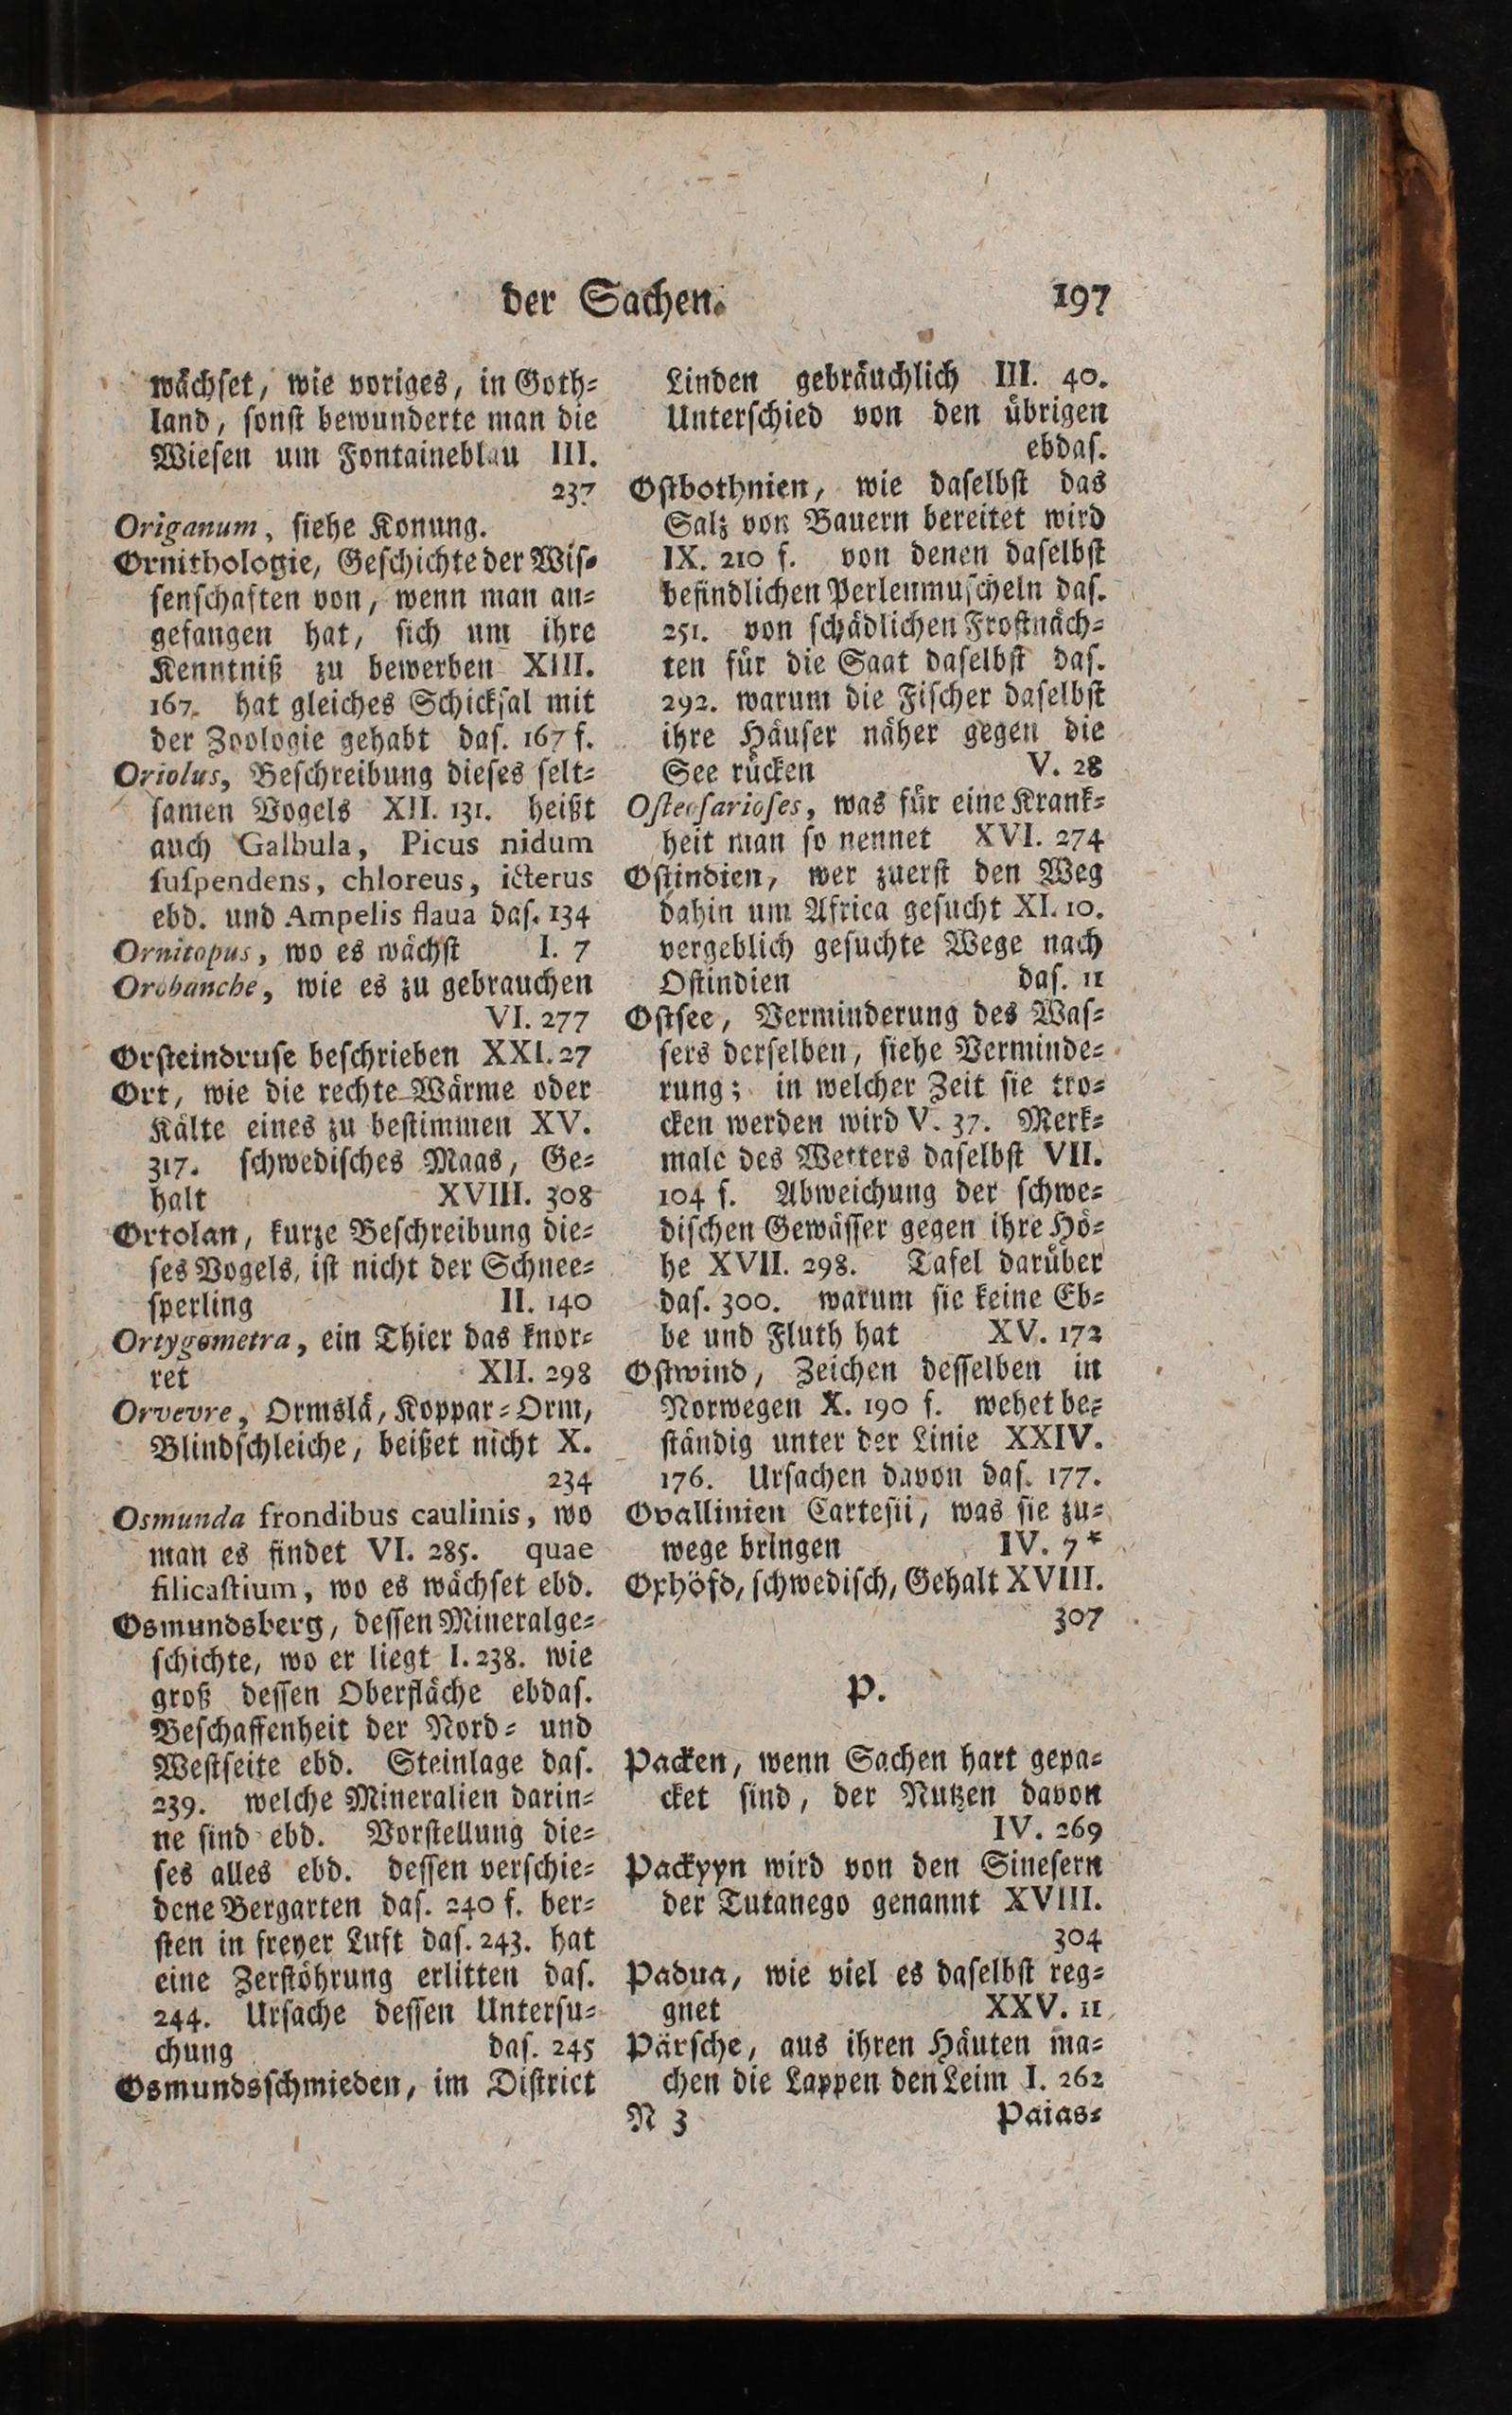 der Sachen.
197
wächſet, wie voriges, in Goth⸗
land, ſonſt bewunderte man die
Wieſen um Fontaineblau III.
237
Origanum, ſiehe Konung.
Ornithologie, Geſchichte der Wiſ⸗
ſenſchaften von, wenn man an⸗
gefangen hat, ſich um ihre
Kenntniß zu bewerben XIII.
167. hat gleiches Schickſal mit
der Zoologie gehabt daſ. 167 f.
Oriolus, Beſchreibung dieſes ſelt⸗
ſamen Vogels XII. 131. heißt
auch Galbula, Picus nidum
ſuſpendens, chloreus, icterus
ebd. und Ampelis flaua daſ. 134
Ornitopus, wo es wächſt I. 7
Orobanche, wie es zu gebrauchen
VI. 277
Orſteindruſe beſchrieben XXI. 27
Ort, wie die rechte Wärme oder
Kälte eines zu beſtimmen XV.
317. ſchwediſches Maas, Ge⸗
halt XVIII. 308
Ortolan, kurze Beſchreibung die⸗
ſes Vogels, iſt nicht der Schnee⸗
ſperling II. 140
Ortygometra, ein Thier das knor⸗
ret XII. 298
Orvevre, Ormslå, Koppar⸗Orm,
Blindſchleiche, beißet nicht X.
234
Osmunda frondibus caulinis, wo
man es findet VI. 285. quae
filicaſtium, wo es wächſet ebd.
Osmundsberg, deſſen Mineralge⸗
ſchichte, wo er liegt I. 238. wie
groß deſſen Oberfläche ebdaſ.
Beſchaffenheit der Nord⸗ und
Weſtſeite ebd. Steinlage daſ.
239. welche Mineralien darin⸗
ne ſind ebd. Vorſtellung die⸗
ſes alles ebd. deſſen verſchie⸗
dene Bergarten daſ. 240 f. ber⸗
ſten in freyer Luft daſ. 243. hat
eine Zerſtöhrung erlitten daſ.
244. Urſache deſſen Unterſu⸗
chung daſ. 245
Osmundsſchmieden, im Diſtrict
Linden gebräuchlich III. 40.
Unterſchied von den übrigen
ebdaſ.
Oſtbothnien, wie daſelbſt das
Salz von Bauern bereitet wird
IX. 210 f. von denen daſelbſt
befindlichen Perlenmuſcheln daſ.
251. von ſchädlichen Froſtnäch⸗
ten für die Saat daſelbſt daſ.
292. warum die Fiſcher daſelbſt
ihre Häuſer näher gegen die
See rücken V. 28
Oſteoſarioſes, was für eine Krank⸗
heit man ſo nennet XVI. 274
Oſtindien, wer zuerſt den Weg
dahin um Africa geſucht XI. 10.
vergeblich geſuchte Wege nach
Oſtindien daſ. 11
Oſtſee, Verminderung des Waſ⸗
ſers derſelben, ſiehe Verminde⸗
rung; in welcher Zeit ſie tro⸗
cken werden wird V. 37. Merk⸗
male des Wetters daſelbſt VII.
104 f. Abweichung der ſchwe⸗
diſchen Gewäſſer gegen ihre Hö⸗
he XVII. 298. Tafel darüber
daſ. 300. warum ſie keine Eb⸗
be und Fluth hat XV. 172
Oſtwind, Zeichen deſſelben in
Norwegen X. 190 f. wehet be⸗
ſtändig unter der Linie XXIV.
176. Urſachen davon daſ. 177.
Ovallinien Carteſii, was ſie zu⸗
wege bringen IV. 7*
Oxhöfd, ſchwediſch, Gehalt XVIII.
307
P.
Packen, wenn Sachen hart gepa⸗
cket ſind, der Nutzen davon
IV. 269
Packyyn wird von den Sineſern
der Tutanego genannt XVIII.
304
Padua, wie viel es daſelbſt reg⸗
gnet XXV. 11
Pärſche, aus ihren Häuten ma⸗
chen die Lappen den Leim I. 262
N 3
Paias⸗